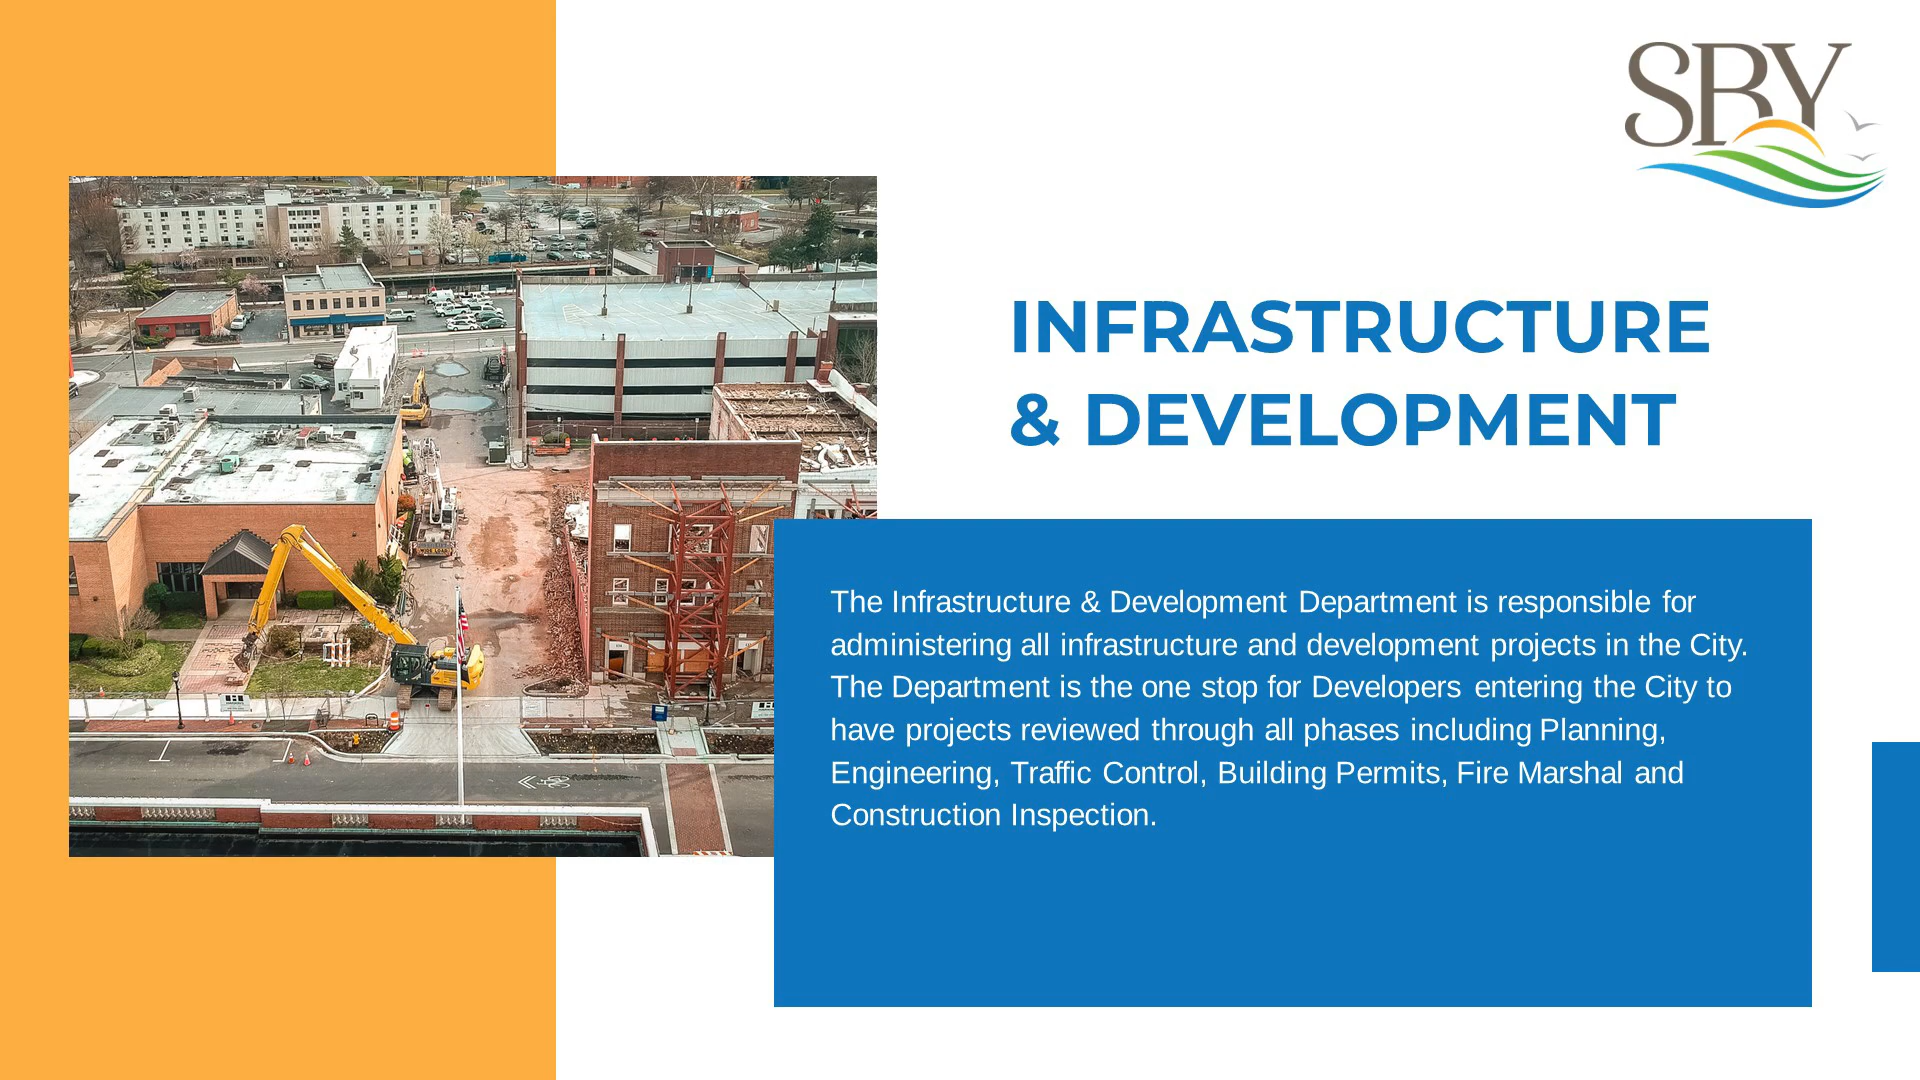 SBY
INFRASTRUCTURE
& DEVELOPMENT
The Infrastructure & Development Department is responsible for
administering all infrastructure and development projects in the City.
The Department is the one stop for Developers entering the City to
have projects reviewed through all phases including Planning,
Engineering, Traffic Control, Building Permits, Fire Marshal and
Construction Inspection.
WIDE LOAD